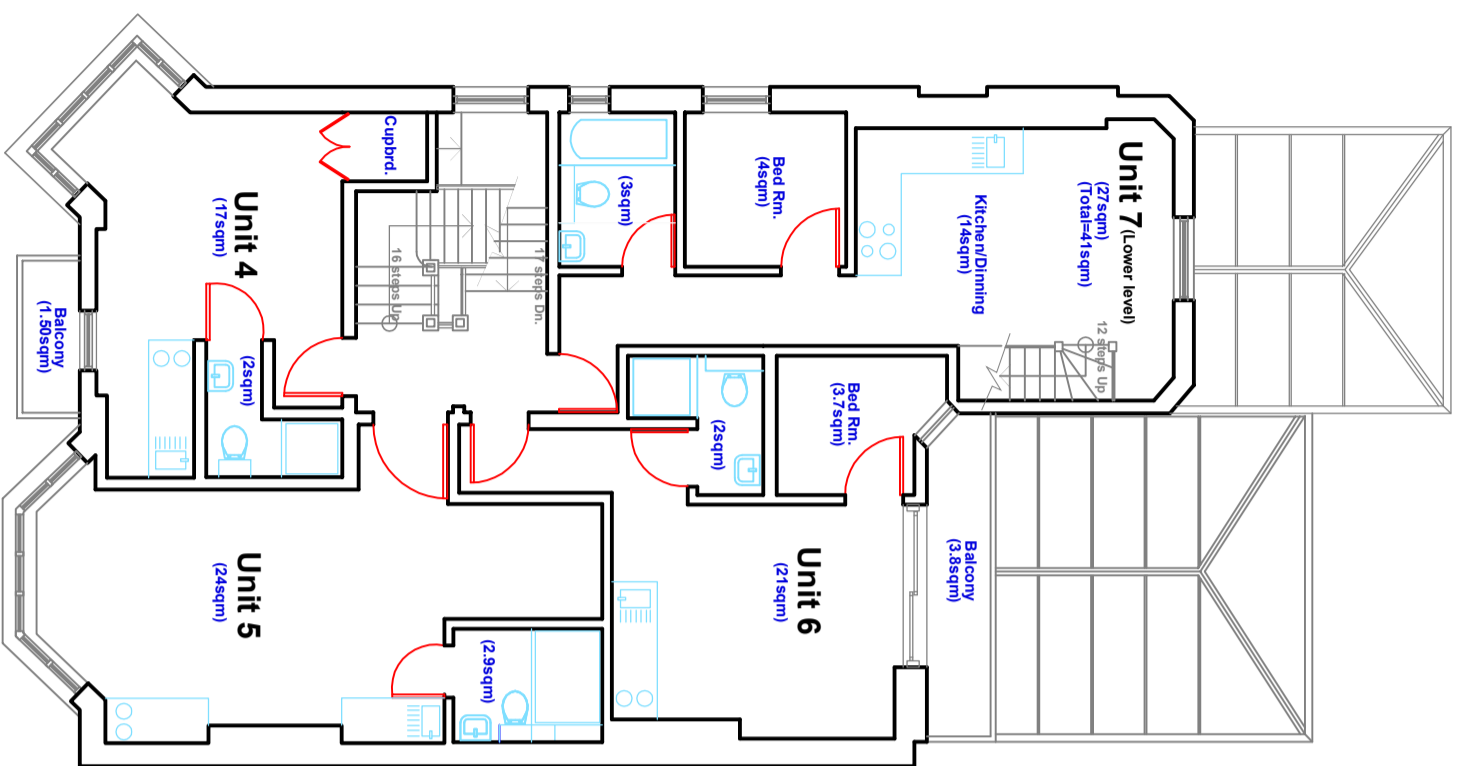 Cupbrd.
Unit 4
(17sqm)
Balcony
(1.50sqm)
(2sqm)
16 steps Up
17 steps Dn.
(3sqm)
Bed Rm.
(4sqm)
Kitchen/Dinning
(14sqm)
Unit 7 (Lower level)
(27sqm)
(Total=41sqm)
12 steps Up
Bed Rm.
(3.7sqm)
(2sqm)
Unit 6
(21sqm)
Balcony
(3.8sqm)
Unit 5
(24sqm)
(2.9sqm)